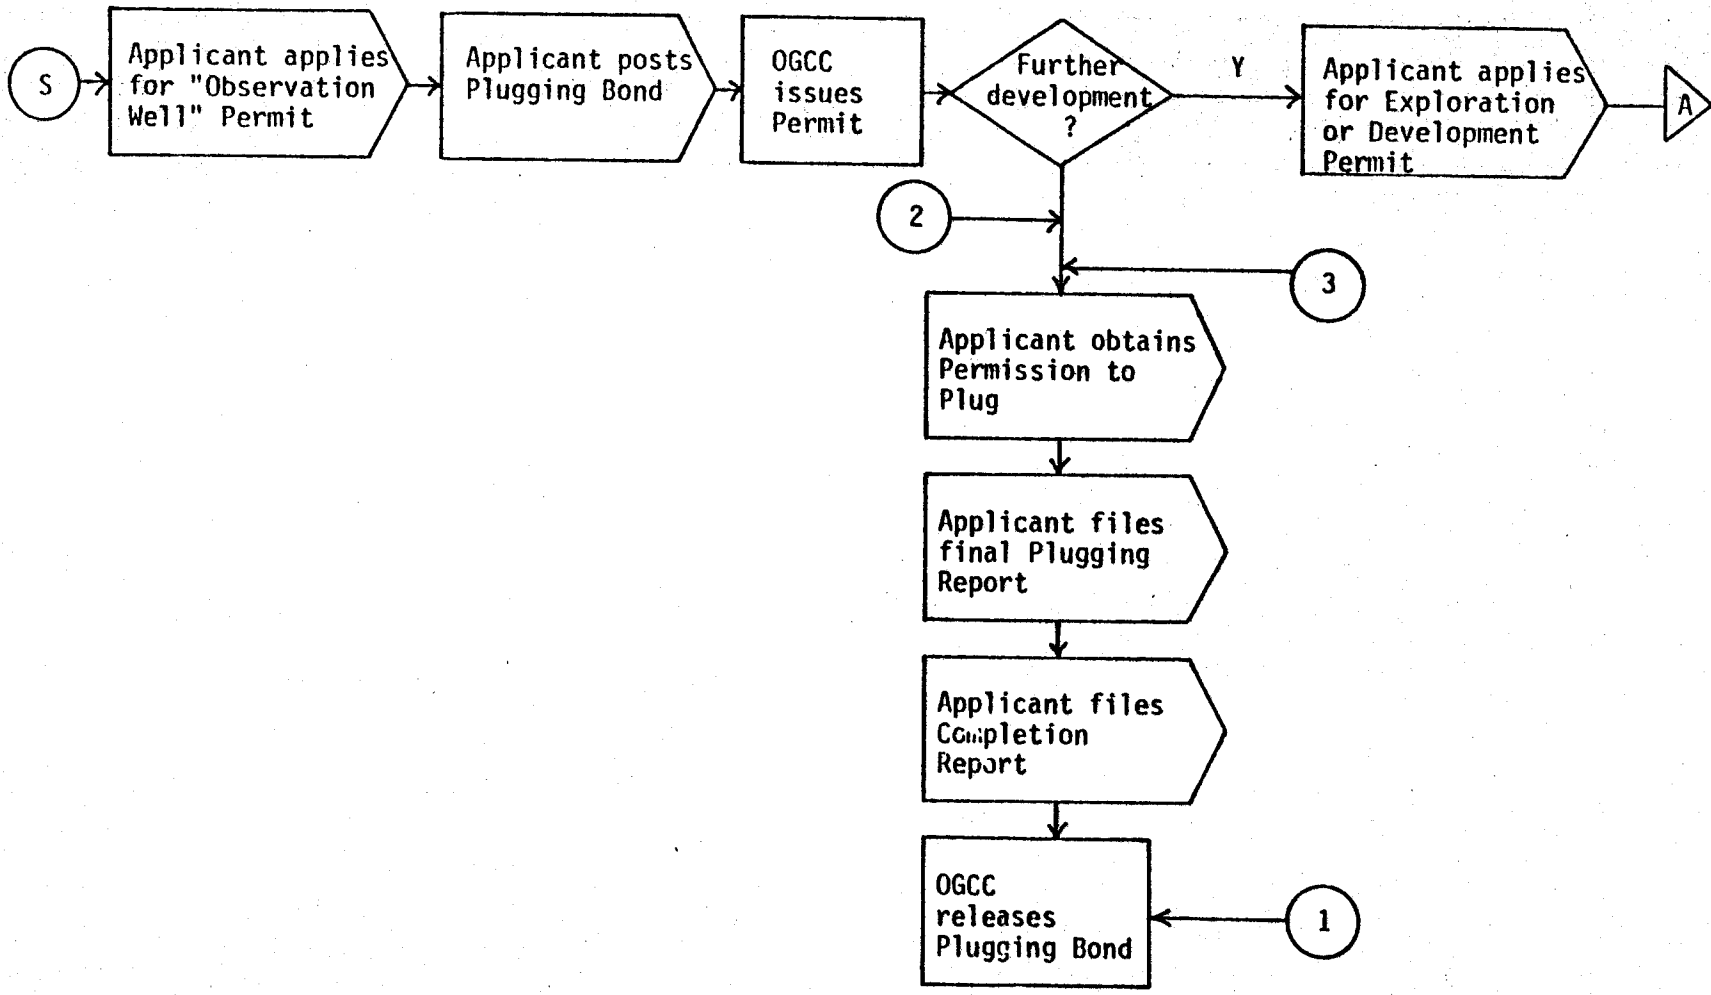 S
Applicant applies
for "Observation
Well" Permit
Applicant posts
Plugging Bond
OGCC
issues
Permit
Further
development
?
Y
Applicant applies
for Exploration
or Development
Permit
A
2
3
Applicant obtains
Permission to
Plug
Applicant files
final Plugging
Report
Applicant files
Completion
Report
OGCC
releases
Plugging Bond
1